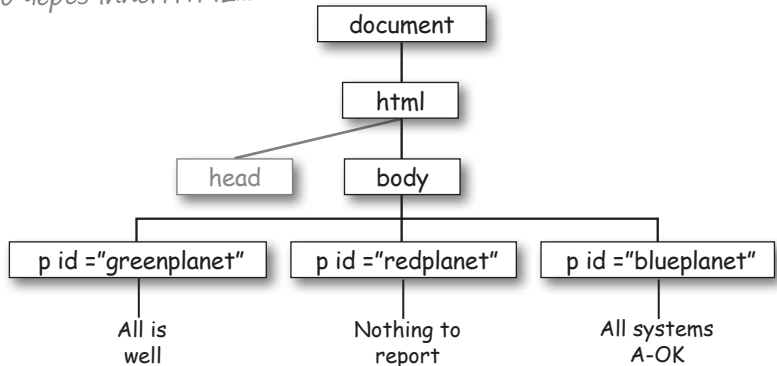 document
html
head
body
p id ="greenplanet"
p id ="redplanet"
p id ="blueplanet"
All is
well
Nothing to
report
All systems
A-OK